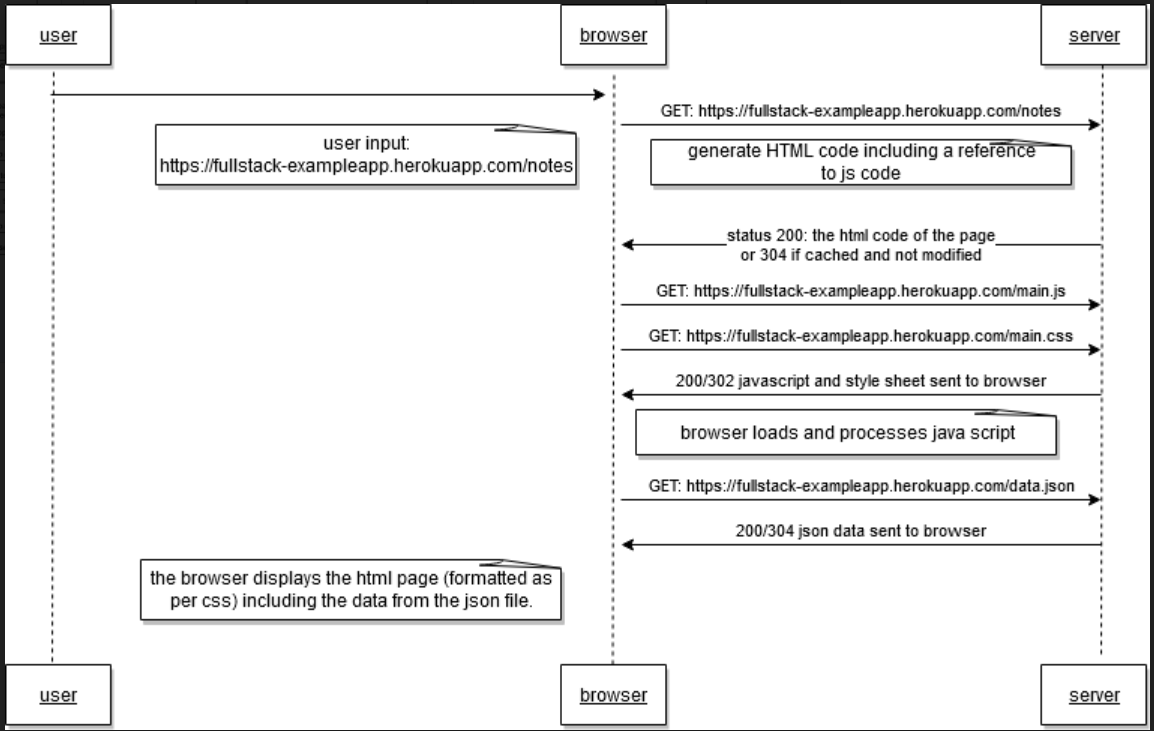 user
browser
server
GET: https://fullstack-exampleapp.herokuapp.com/notes
user input:
https://fullstack-exampleapp.herokuapp.com/notes
generate HTML code including a reference
to js code
status 200: the html code of the page
or 304 if cached and not modified
GET: https://fullstack-exampleapp.herokuapp.com/main.js
GET: https://fullstack-exampleapp.herokuapp.com/main.css
200/302 javascript and style sheet sent to browser
browser loads and processes java script
GET: https://fullstack-exampleapp.herokuapp.com/data.json
200/304 json data sent to browser
the browser displays the html page (formatted as
per css) including the data from the json file.
user
browser
server